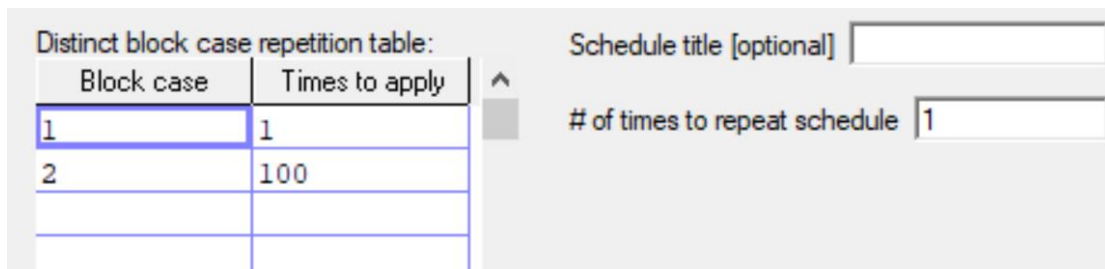 Distinct block case repetition table:
Block case Times to apply
1 1
2 100
Schedule title [optional]
# of times to repeat schedule 1